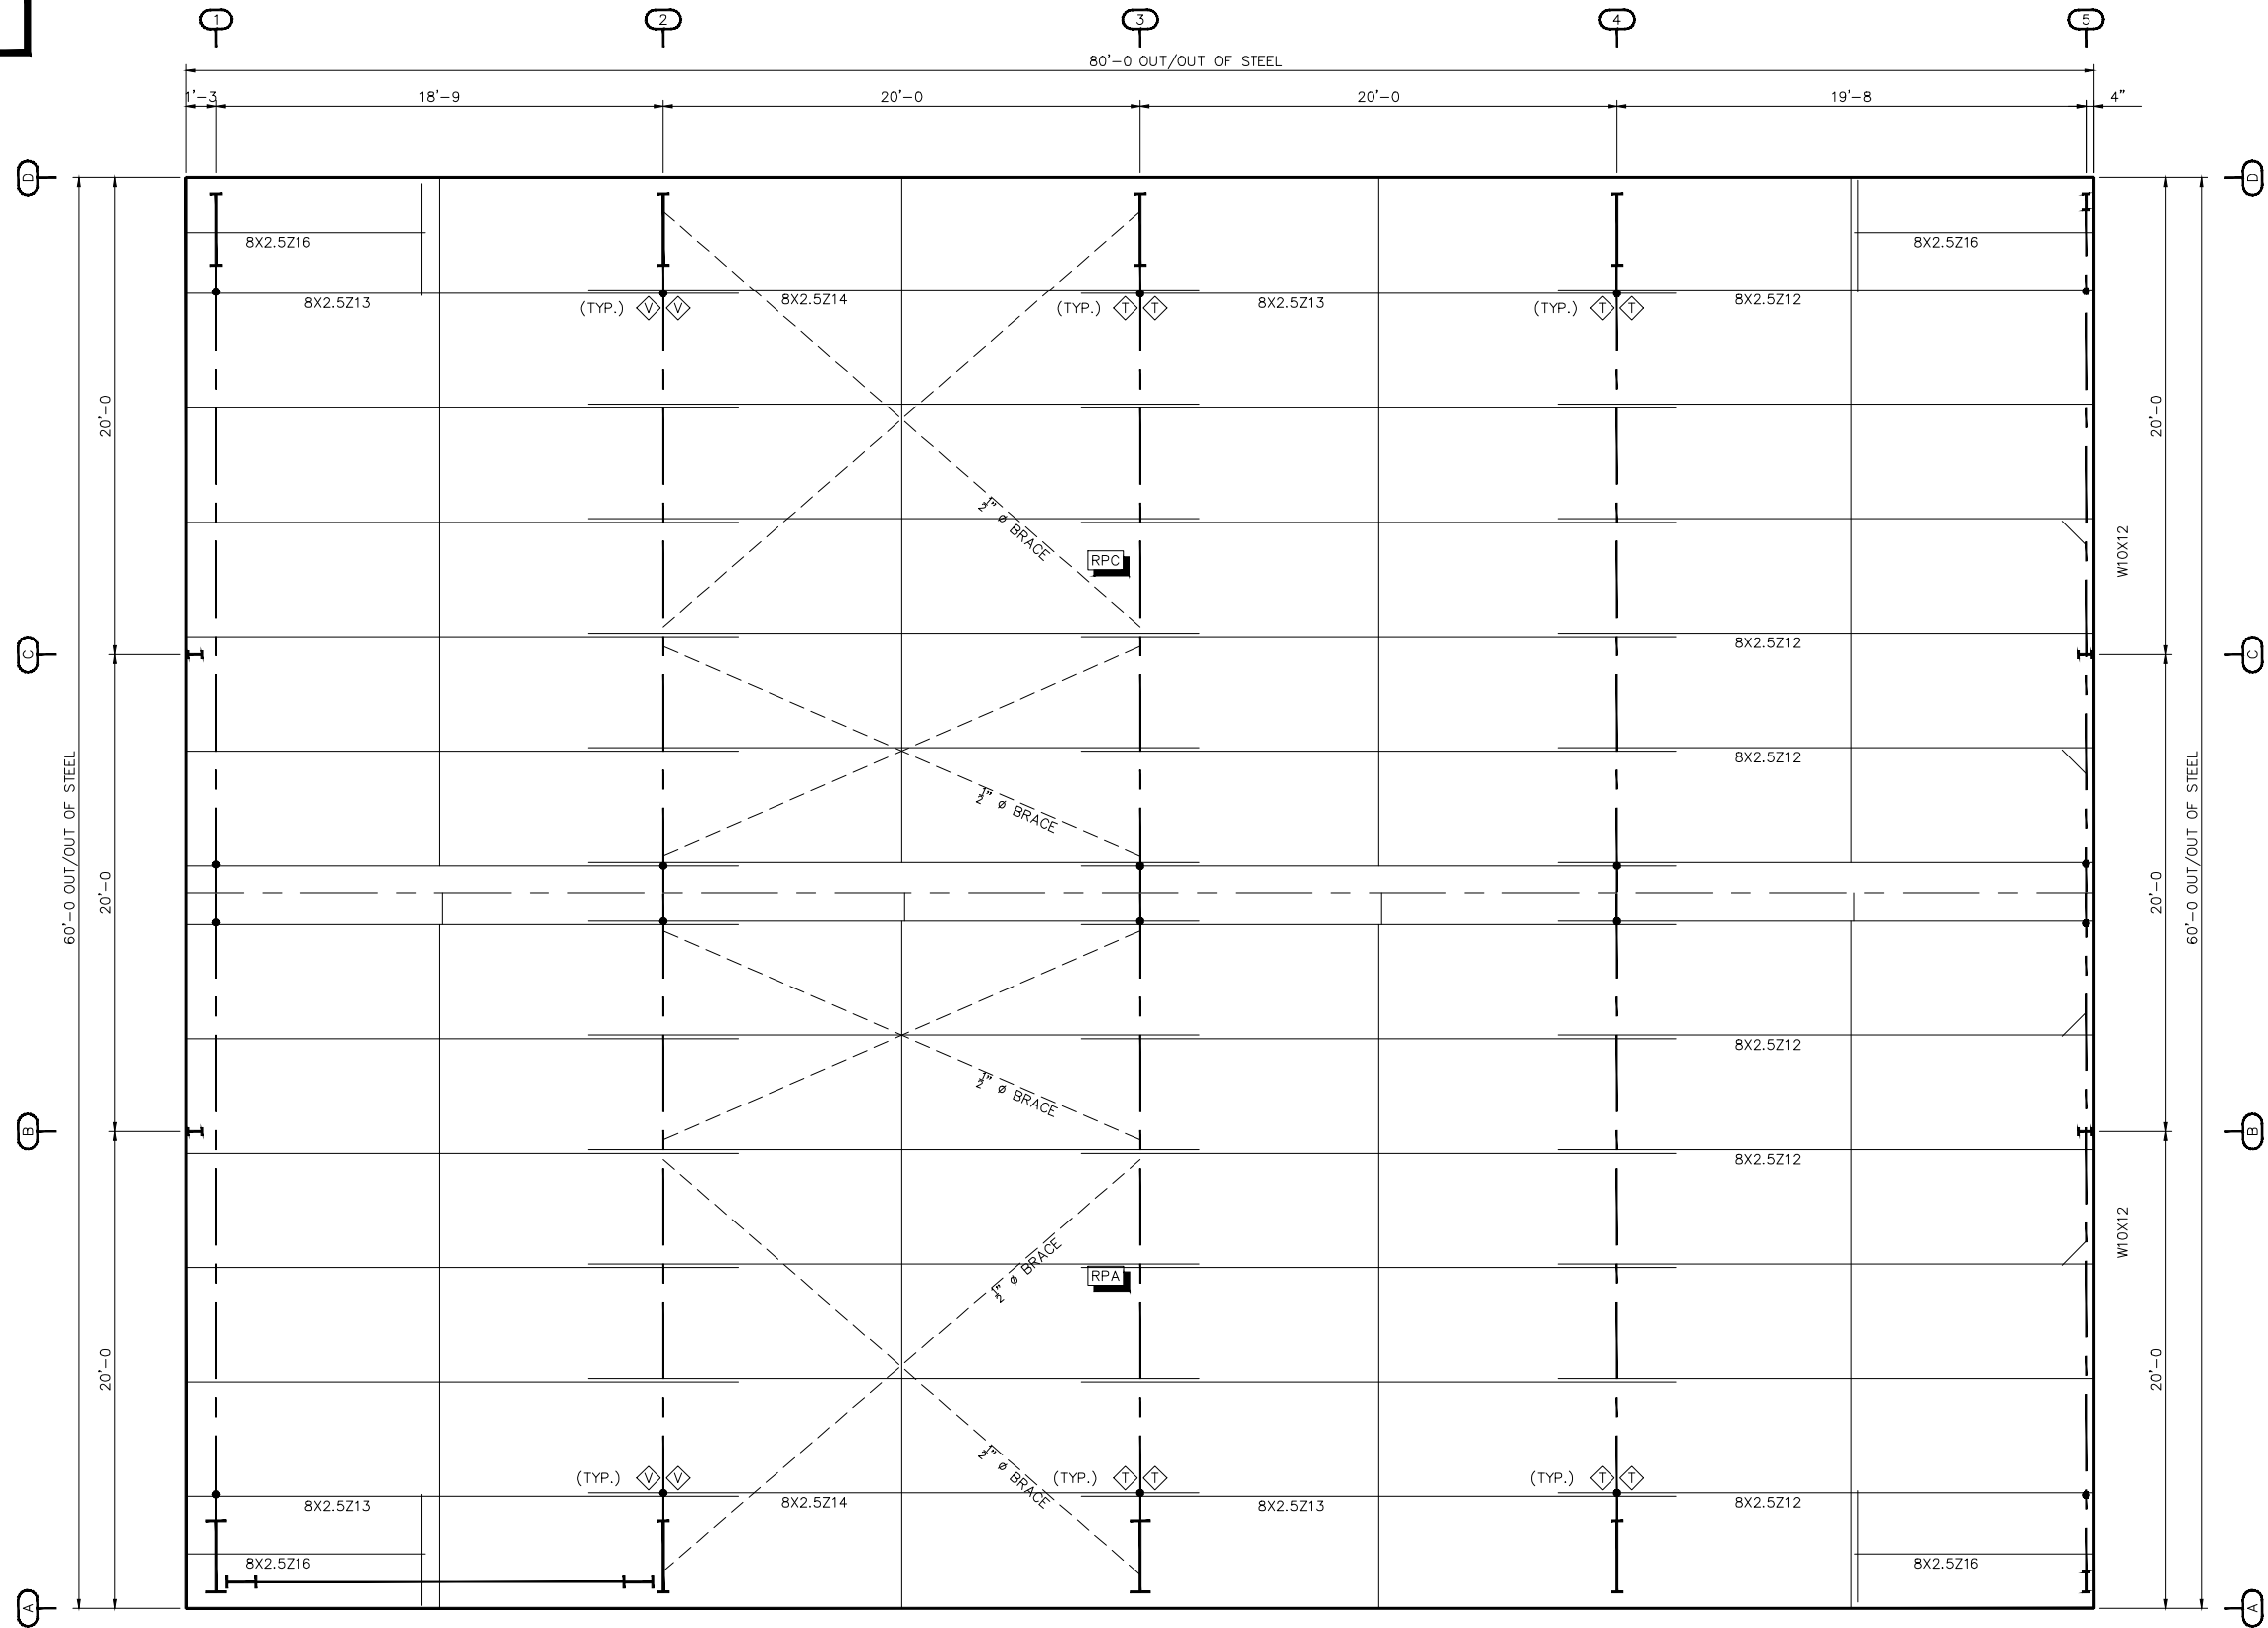 1 2 3 4 5
80'-0 OUT/OUT OF STEEL
1'-3 18'-9 20'-0 20'-0 19'-8 4"
D D
8X2.5Z16 8X2.5Z16
8X2.5Z13 (TYP.) V V 8X2.5Z14 (TYP.) T T 8X2.5Z13 (TYP.) T T 8X2.5Z12
20'-0 20'-0
1/2" ø BRACE
RPC
W10X12
C C
8X2.5Z12
8X2.5Z12
1/2" ø BRACE
60'-0 OUT/OUT OF STEEL 60'-0 OUT/OUT OF STEEL
20'-0 20'-0
8X2.5Z12
1/2" ø BRACE
B B
8X2.5Z12
W10X12
1/2" ø BRACE
RPA
20'-0 20'-0
(TYP.) V V (TYP.) T T (TYP.) T T
1/2" ø BRACE
8X2.5Z13 8X2.5Z14 8X2.5Z13 8X2.5Z12
8X2.5Z16 8X2.5Z16
A A